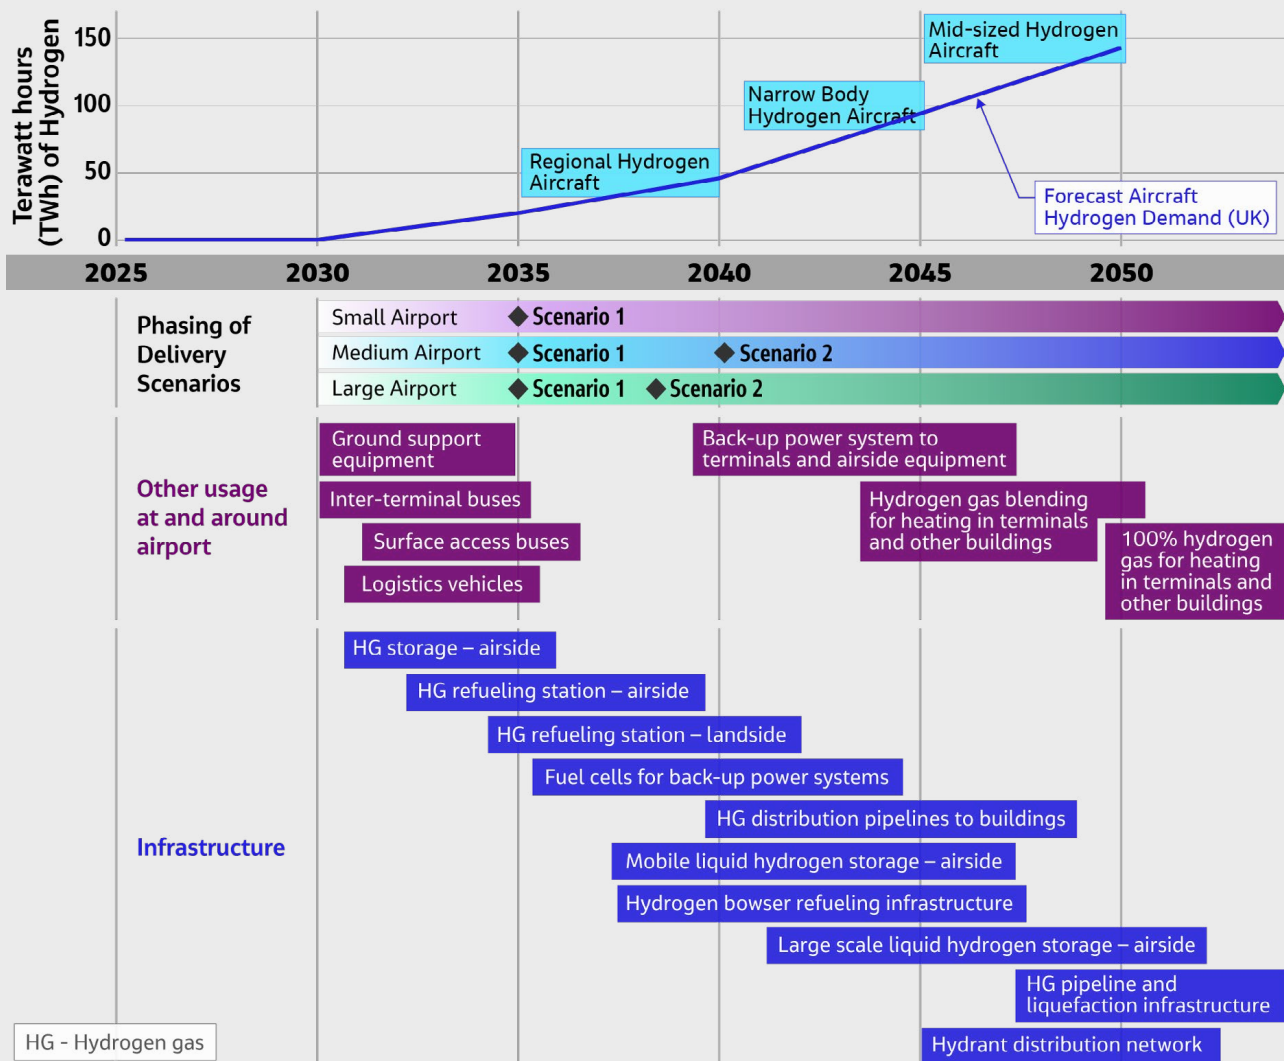 Terawatt hours
(TWh) of Hydrogen
150
100
50
0
Regional Hydrogen
Aircraft
Narrow Body
Hydrogen Aircraft
Mid-sized Hydrogen
Aircraft
Forecast Aircraft
Hydrogen Demand (UK)
2025 2030 2035 2040 2045 2050
Phasing of
Delivery
Scenarios
Small Airport Scenario 1
Medium Airport Scenario 1 Scenario 2
Large Airport Scenario 1 Scenario 2
Other usage
at and around
airport
Ground support
equipment
Inter-terminal buses
Surface access buses
Logistics vehicles
Back-up power system to
terminals and airside equipment
Hydrogen gas blending
for heating in terminals
and other buildings
100% hydrogen
gas for heating
in terminals and
other buildings
Infrastructure
HG storage – airside
HG refueling station – airside
HG refueling station – landside
Fuel cells for back-up power systems
HG distribution pipelines to buildings
Mobile liquid hydrogen storage – airside
Hydrogen bowser refueling infrastructure
Large scale liquid hydrogen storage – airside
HG pipeline and
liquefaction infrastructure
Hydrant distribution network
HG - Hydrogen gas